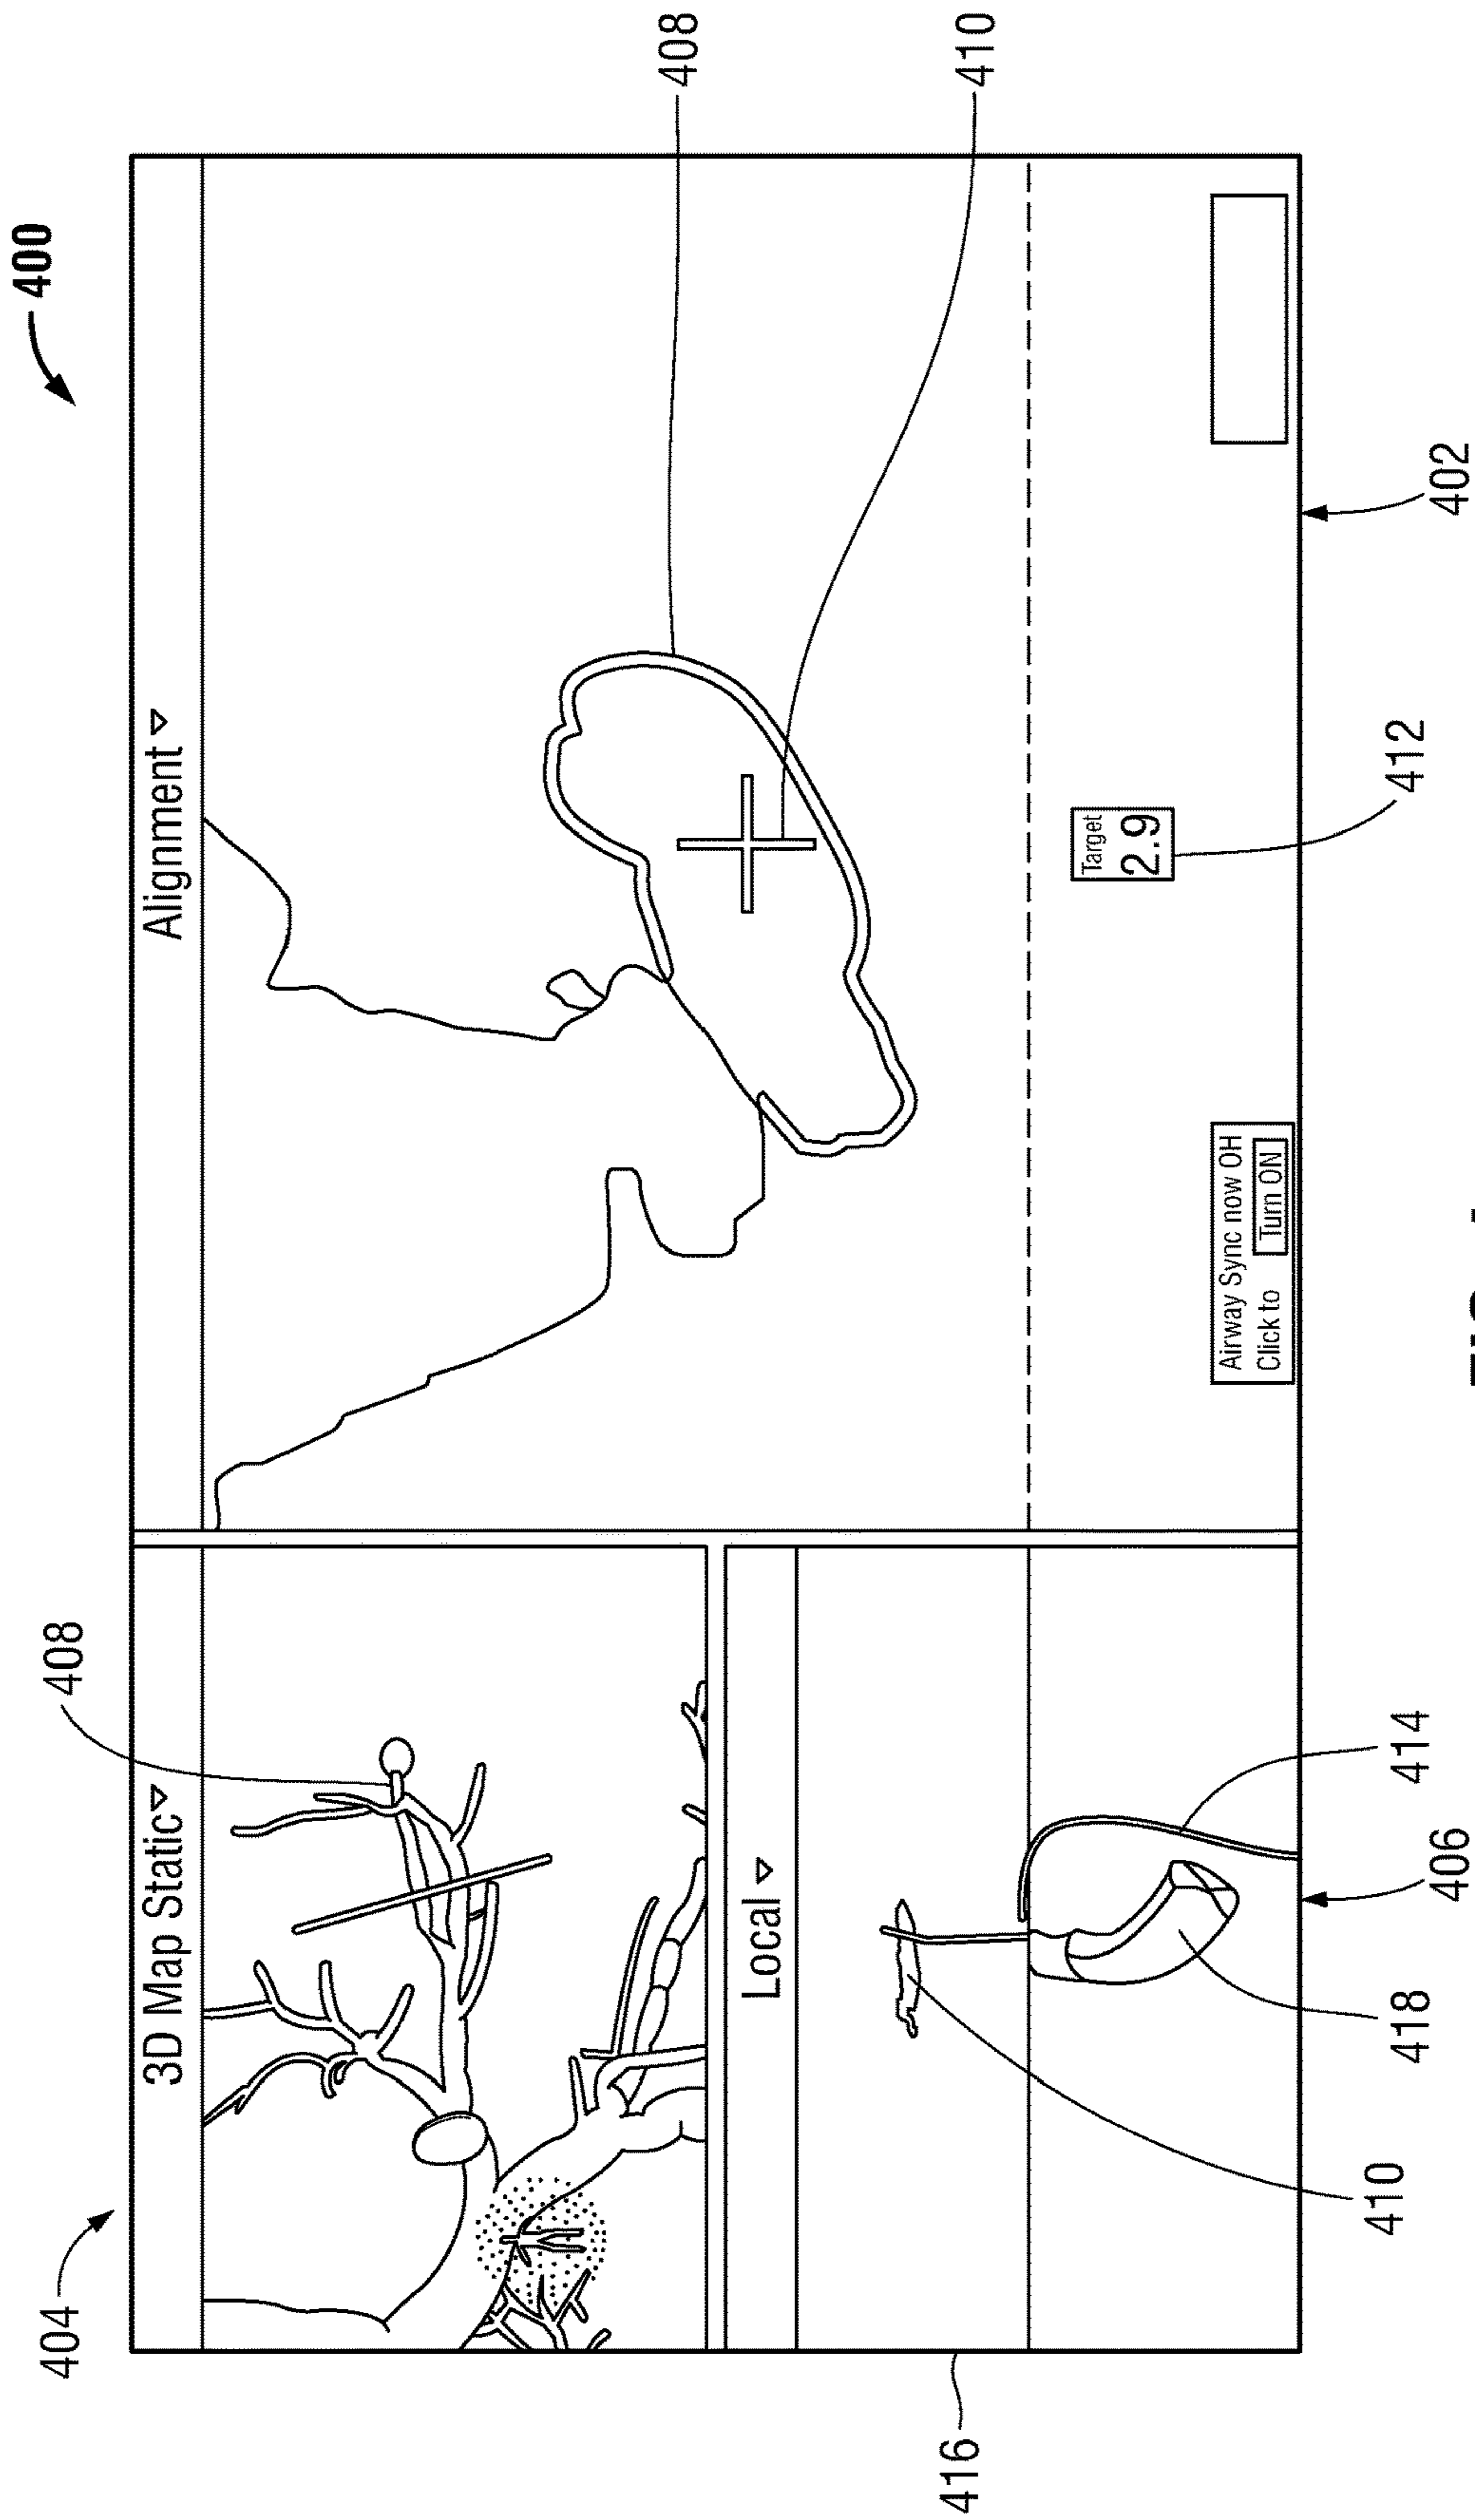 400
404
408
408
410
3D Map Static
Alignment
Local
Target
2.9
Airway Sync now OH
Click to Turn ON
416
410
418
406
414
412
402